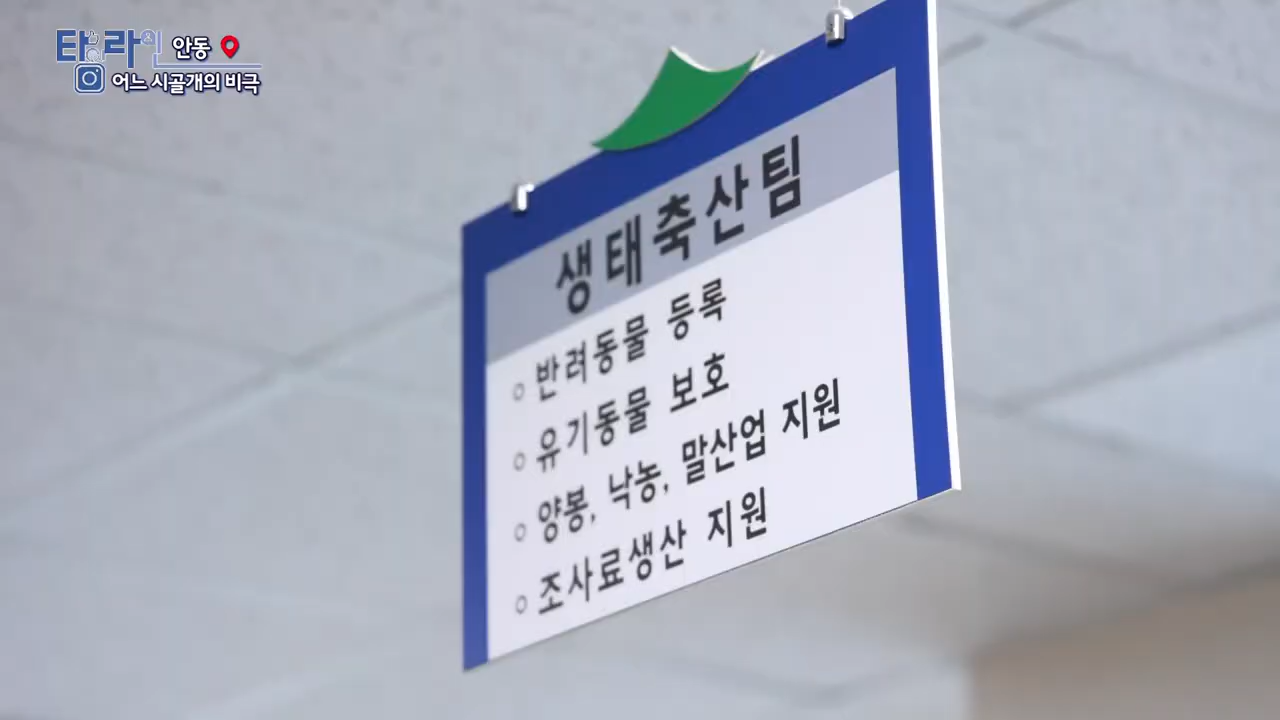 탐라인 안동
어느 시골개의 비극
생태축산팀
○ 반려동물 등록
○ 유기동물 보호
○ 양봉, 낙농, 말산업 지원
○ 조사료생산 지원